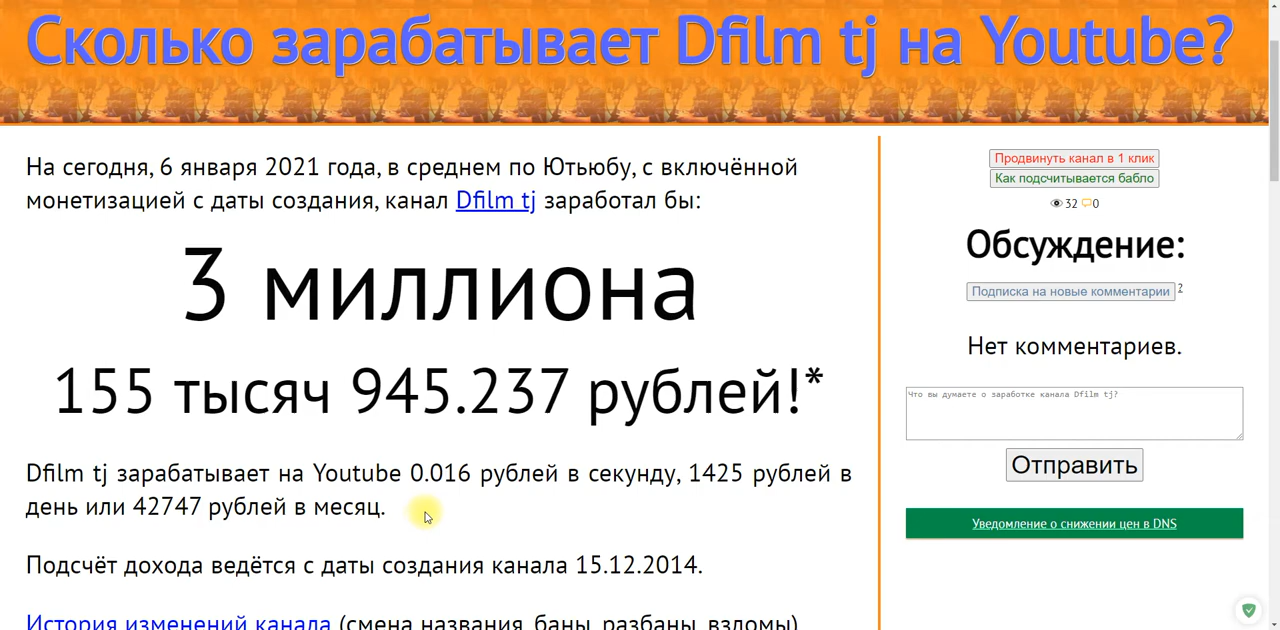 Сколько зарабатывает Dfilm tj на Youtube?
На сегодня, 6 января 2021 года, в среднем по Ютьюбу, с включённой
монетизацией с даты создания, канал Dfilm tj заработал бы:
3 миллиона
155 тысяч 945.237 рублей!*
Dfilm tj зарабатывает на Youtube 0.016 рублей в секунду, 1425 рублей в
день или 42747 рублей в месяц.
Подсчёт дохода ведётся с даты создания канала 15.12.2014.
История изменений канала (смена названия, баны, разбаны, взломы)
Продвинуть канал в 1 клик
Как подсчитывается бабло
32 0
Обсуждение:
Подписка на новые комментарии ?
Нет комментариев.
Что вы думаете о заработке канала Dfilm tj?
Отправить
Уведомление о снижении цен в DNS